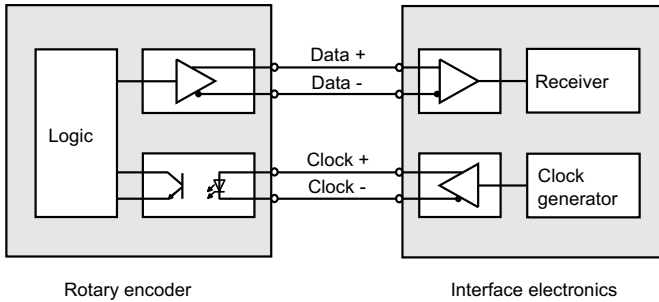 Data +
Data -
Receiver
Logic
Clock +
Clock -
Clock
generator
Rotary encoder
Interface electronics